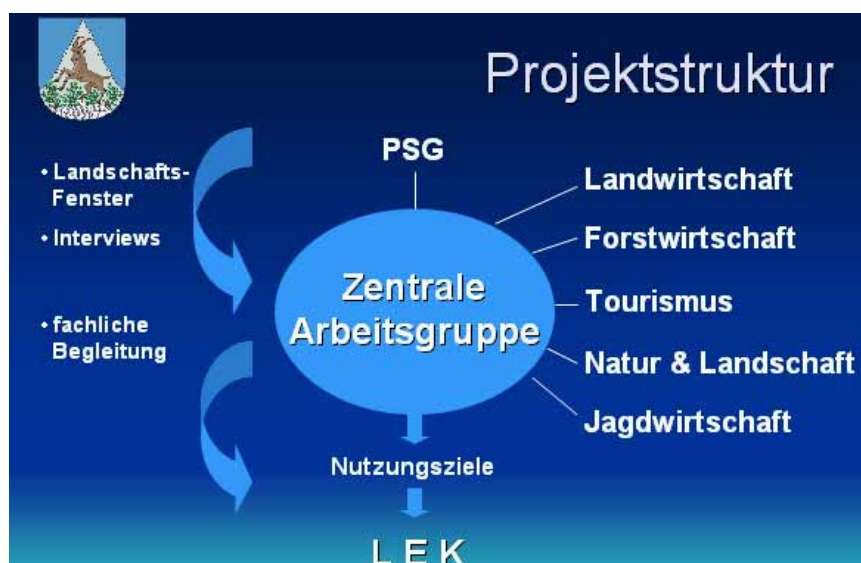 Projektstruktur
• Landschafts-
Fenster
• Interviews
• fachliche
Begleitung
PSG
Zentrale
Arbeitsgruppe
Landwirtschaft
Forstwirtschaft
Tourismus
Natur & Landschaft
Jagdwirtschaft
Nutzungsziele
L E K